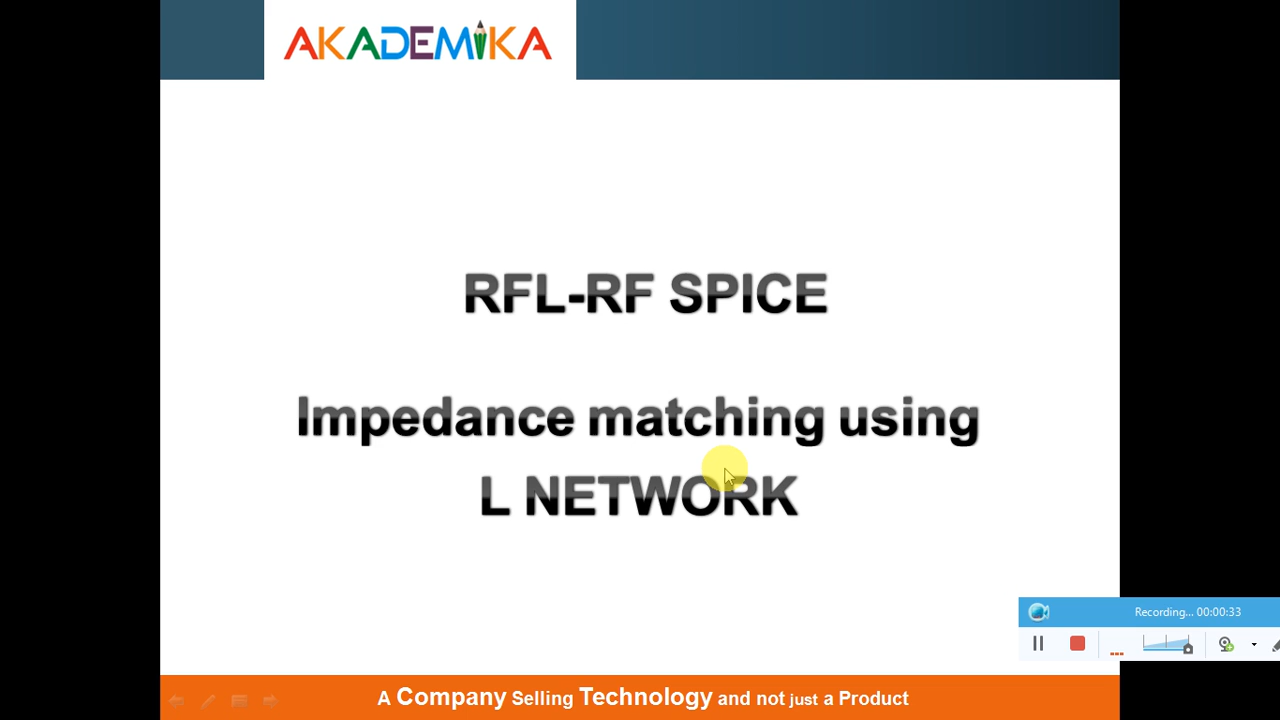 AKADEMIKA
RFL-RF SPICE
Impedance matching using
L NETWORK
Recording... 00:00:33
A Company Selling Technology and not just a Product